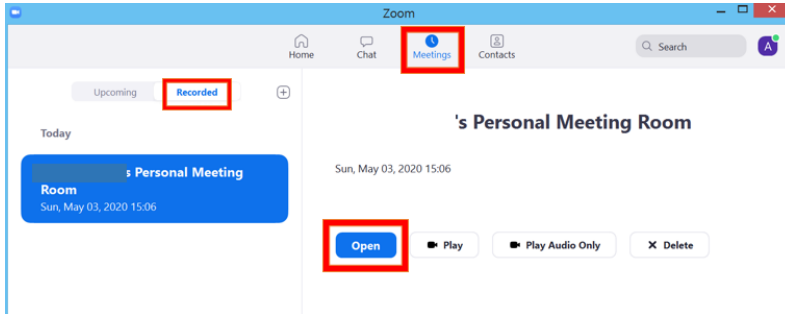 Zoom
Home
Chat
Meetings
Contacts
Search
A
Upcoming
Recorded
Today
's Personal Meeting Room
s Personal Meeting
Room
Sun, May 03, 2020 15:06
Sun, May 03, 2020 15:06
Open
Play
Play Audio Only
Delete